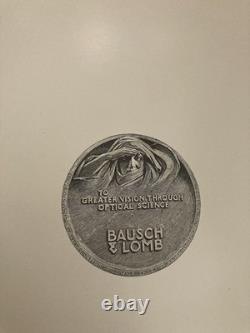 TO
GREATER VISION THROUGH
OPTICAL SCIENCE
BAUSCH
& LOMB